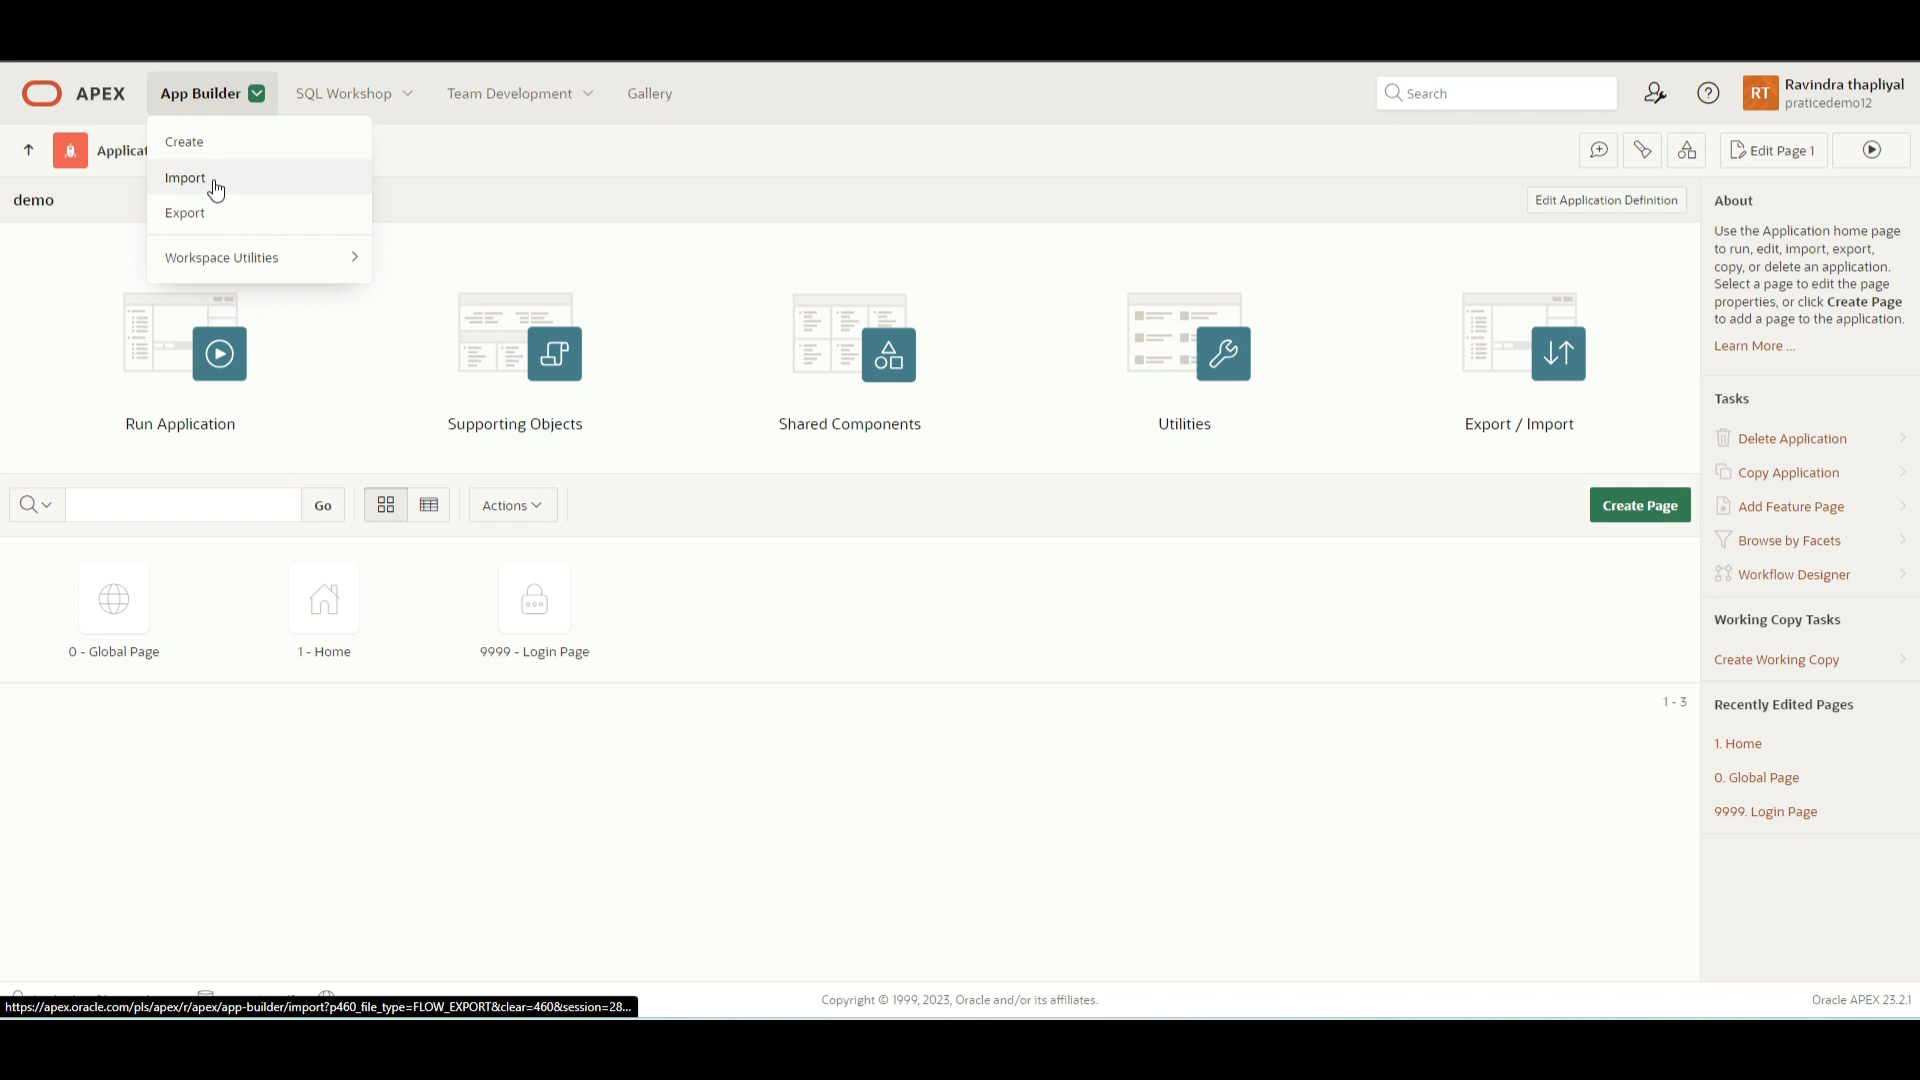 APEX
App Builder
SQL Workshop
Team Development
Gallery
Search
Ravindra thapliyal
praticedemo12
Applicat
Edit Page 1
Create
Import
Export
Workspace Utilities
demo
Edit Application Definition
Run Application
Supporting Objects
Shared Components
Utilities
Export / Import
Go
Actions
Create Page
0 - Global Page
1 - Home
9999 - Login Page
1 - 3
About
Use the Application home page
to run, edit, import, export,
copy, or delete an application.
Select a page to edit the page
properties, or click Create Page
to add a page to the application.
Learn More ...
Tasks
Delete Application
Copy Application
Add Feature Page
Browse by Facets
Workflow Designer
Working Copy Tasks
Create Working Copy
Recently Edited Pages
1. Home
0. Global Page
9999. Login Page
RT
https://apex.oracle.com/pls/apex/r/apex/app-builder/import?p460_file_type=FLOW_EXPORT&clear=460&session=28...
Copyright © 1999, 2023, Oracle and/or its affiliates.
Oracle APEX 23.2.1